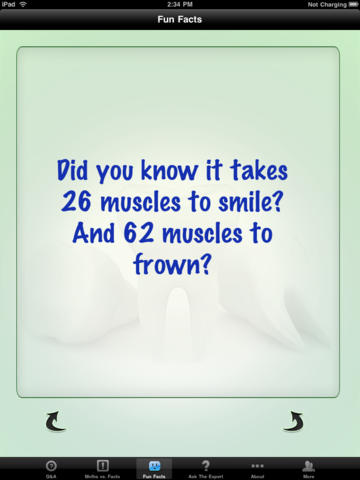 iPad 2:34 PM Not Charging
Fun Facts
Did you know it takes
26 muscles to smile?
And 62 muscles to
frown?
Q&A Myths vs. Facts Fun Facts Ask The Expert About More